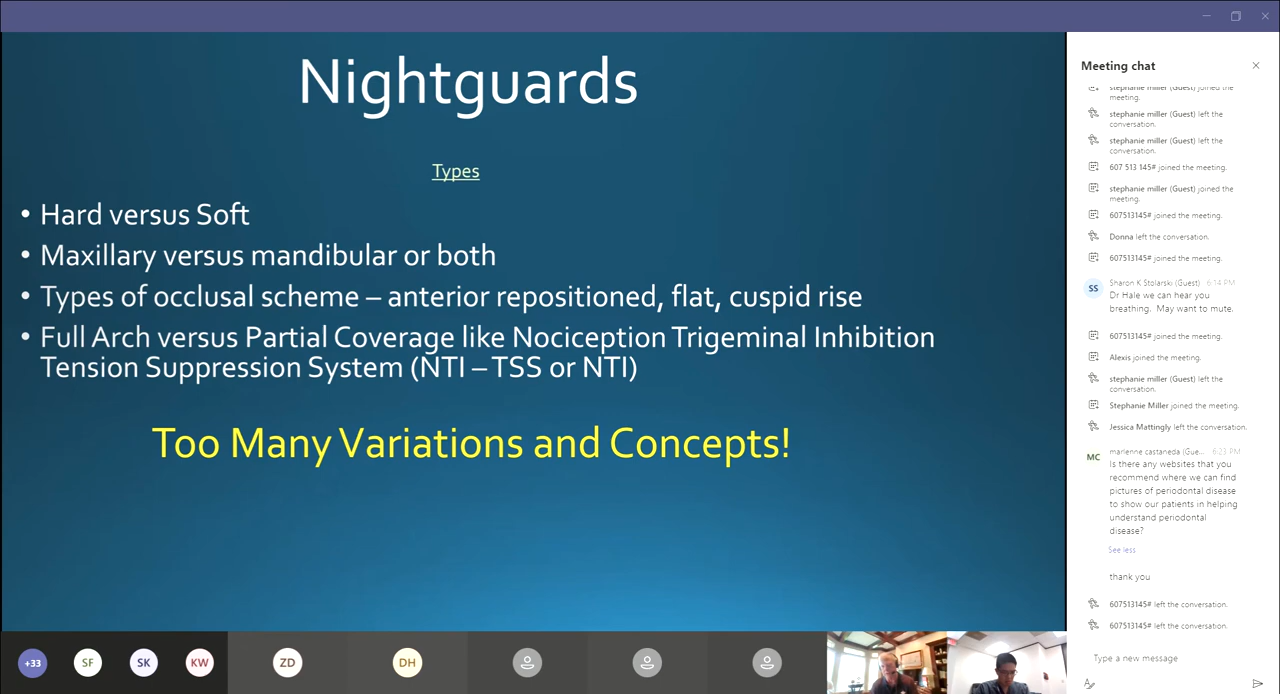 Nightguards
Types
• Hard versus Soft
• Maxillary versus mandibular or both
• Types of occlusal scheme – anterior repositioned, flat, cuspid rise
• Full Arch versus Partial Coverage like Nociception Trigeminal Inhibition
Tension Suppression System (NTI – TSS or NTI)
Too Many Variations and Concepts!
+33
SF
SK
KW
ZD
DH
Meeting chat
stephanie miller (Guest) joined the
meeting.
stephanie miller (Guest) left the
conversation.
stephanie miller (Guest) left the
conversation.
607 513 145# joined the meeting.
stephanie miller (Guest) joined the
meeting.
607513145# joined the meeting.
Donna left the conversation.
607513145# joined the meeting.
SS
Sharon K Stolarski (Guest) 6:14 PM
Dr Hale we can hear you
breathing. May want to mute.
607513145# joined the meeting.
Alexis joined the meeting.
stephanie miller (Guest) left the
conversation.
Stephanie Miller joined the meeting.
Jessica Mattingly left the conversation.
MC
marlenne castaneda (Gue... 6:23 PM
Is there any websites that you
recommend where we can find
pictures of periodontal disease
to show our patients in helping
understand periodontal
disease?
See less
thank you
607513145# left the conversation.
607513145# left the conversation.
Type a new message